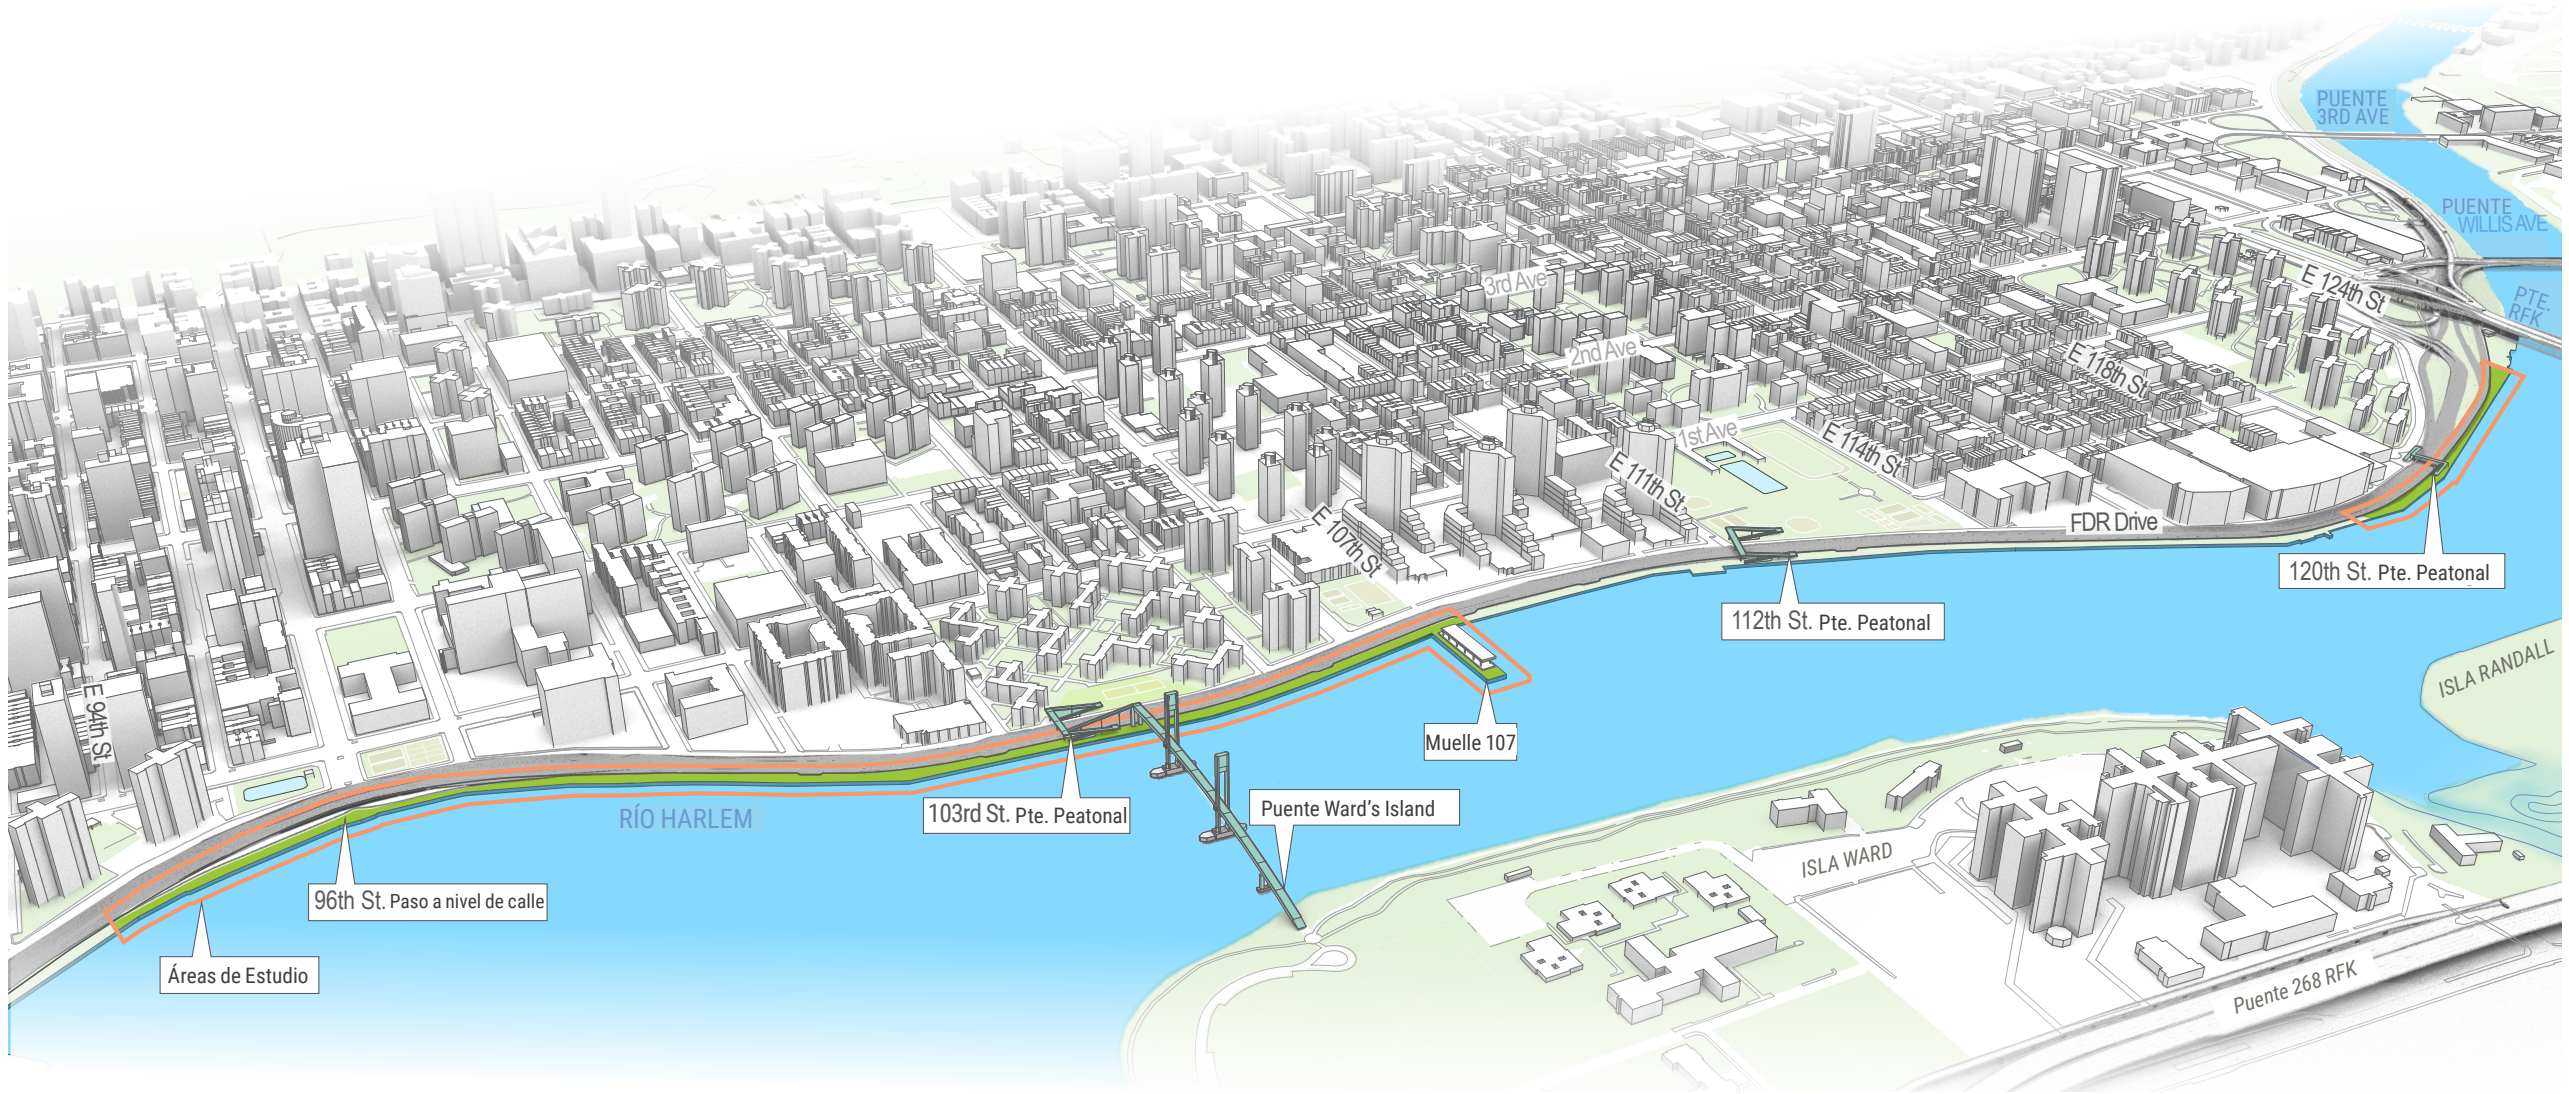 PUENTE
3RD AVE
PUENTE
WILLIS AVE
PTE.
RFK
E 124th St
3rd Ave
2nd Ave
E 118th St
1st Ave
E 114th St
E 111th St
E 107th St
FDR Drive
120th St. Pte. Peatonal
112th St. Pte. Peatonal
ISLA RANDALL
E 94th St
Muelle 107
103rd St. Pte. Peatonal
Puente Ward's Island
RÍO HARLEM
ISLA WARD
96th St. Paso a nivel de calle
Áreas de Estudio
Puente 268 RFK